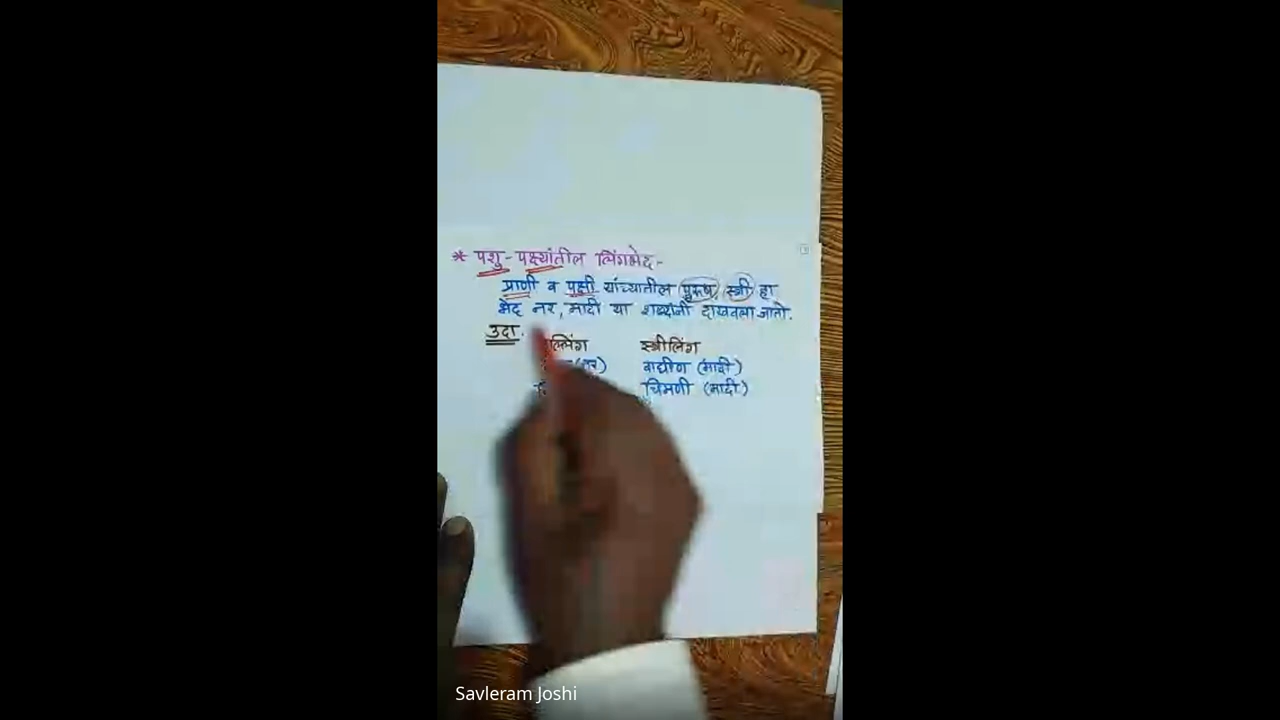 * पशु - पक्ष्यांतील लिंगभेद -
प्राणी व पक्षी यांच्यातील पुरुष, स्त्री हा
भेद नर, मादी या शब्दांनी दाखवला जातो.
उदा.
स्त्रीलिंग
वाघीण (मादी)
चिमणी (मादी)
Savleram Joshi